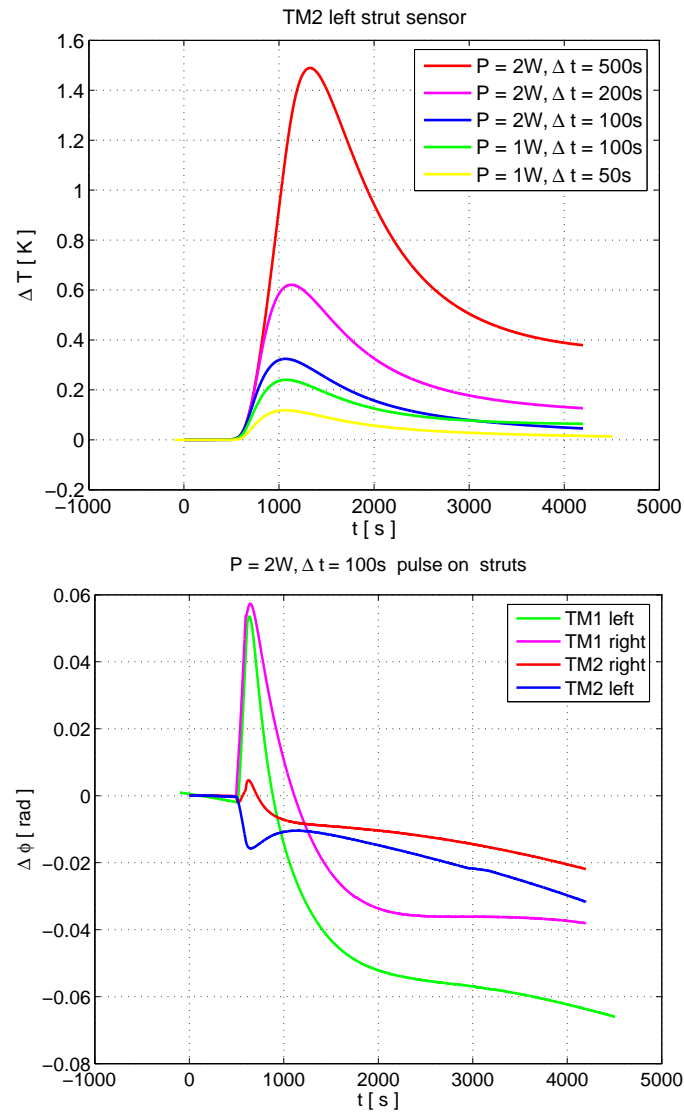 TM2 left strut sensor
1.6
1.4
1.2
1
0.8
0.6
0.4
0.2
0
−0.2
Δ T [ K ]
P = 2W, Δ t = 500s
P = 2W, Δ t = 200s
P = 2W, Δ t = 100s
P = 1W, Δ t = 100s
P = 1W, Δ t = 50s
−1000 0 1000 2000 3000 4000 5000
t [ s ]
P = 2W, Δ t = 100s pulse on struts
0.06
0.04
0.02
0
−0.02
−0.04
−0.06
−0.08
Δ ϕ [ rad ]
TM1 left
TM1 right
TM2 right
TM2 left
−1000 0 1000 2000 3000 4000 5000
t [ s ]